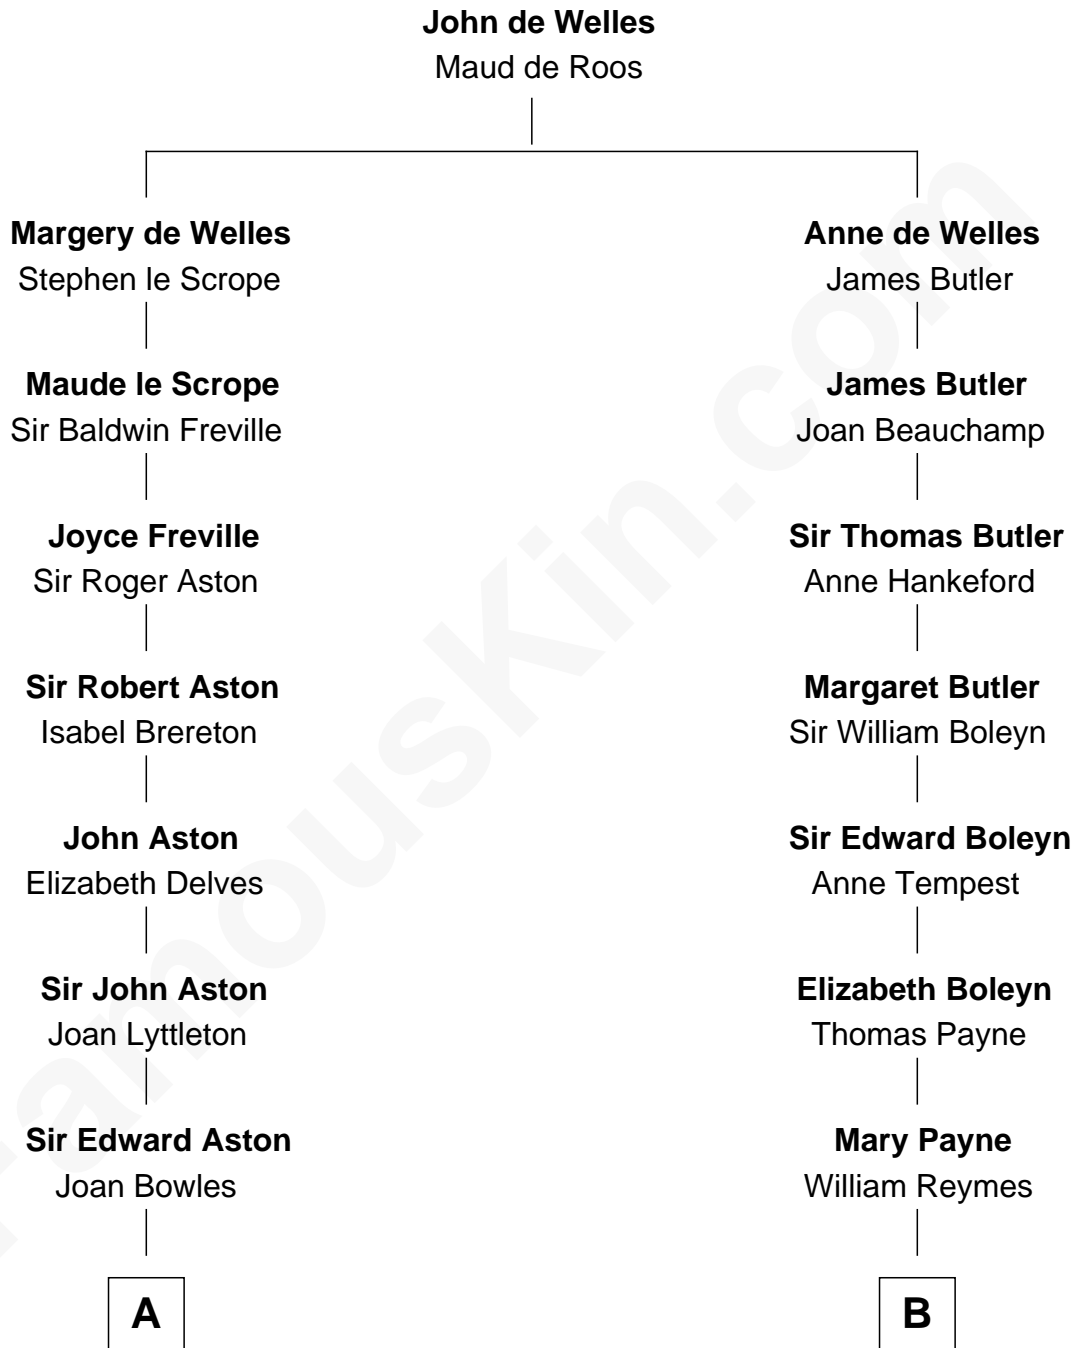 John de Welles
Maud de Roos
Margery de Welles
Stephen le Scrope
Anne de Welles
James Butler
Maude le Scrope
Sir Baldwin Freville
James Butler
Joan Beauchamp
Joyce Freville
Sir Roger Aston
Sir Thomas Butler
Anne Hankeford
Sir Robert Aston
Isabel Brereton
Margaret Butler
Sir William Boleyn
John Aston
Elizabeth Delves
Sir Edward Boleyn
Anne Tempest
Sir John Aston
Joan Lyttleton
Elizabeth Boleyn
Thomas Payne
Sir Edward Aston
Joan Bowles
Mary Payne
William Reymes
A
B
FamousKin.com